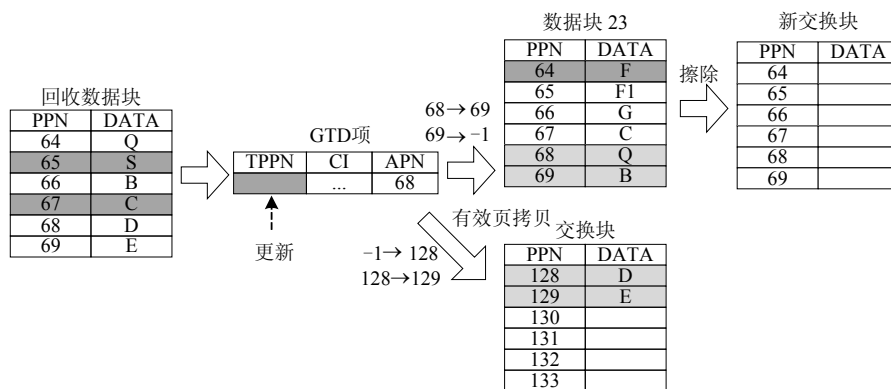 回收数据块
PPN DATA
64 Q
65 S
66 B
67 C
68 D
69 E
GTD项
TPPN CI APN
... 68
更新
68→69
69→−1
数据块 23
PPN DATA
64 F
65 F1
66 G
67 C
68 Q
69 B
擦除
新交换块
PPN DATA
64
65
66
67
68
69
有效页拷贝
−1→128
128→129
交换块
PPN DATA
128 D
129 E
130
131
132
133